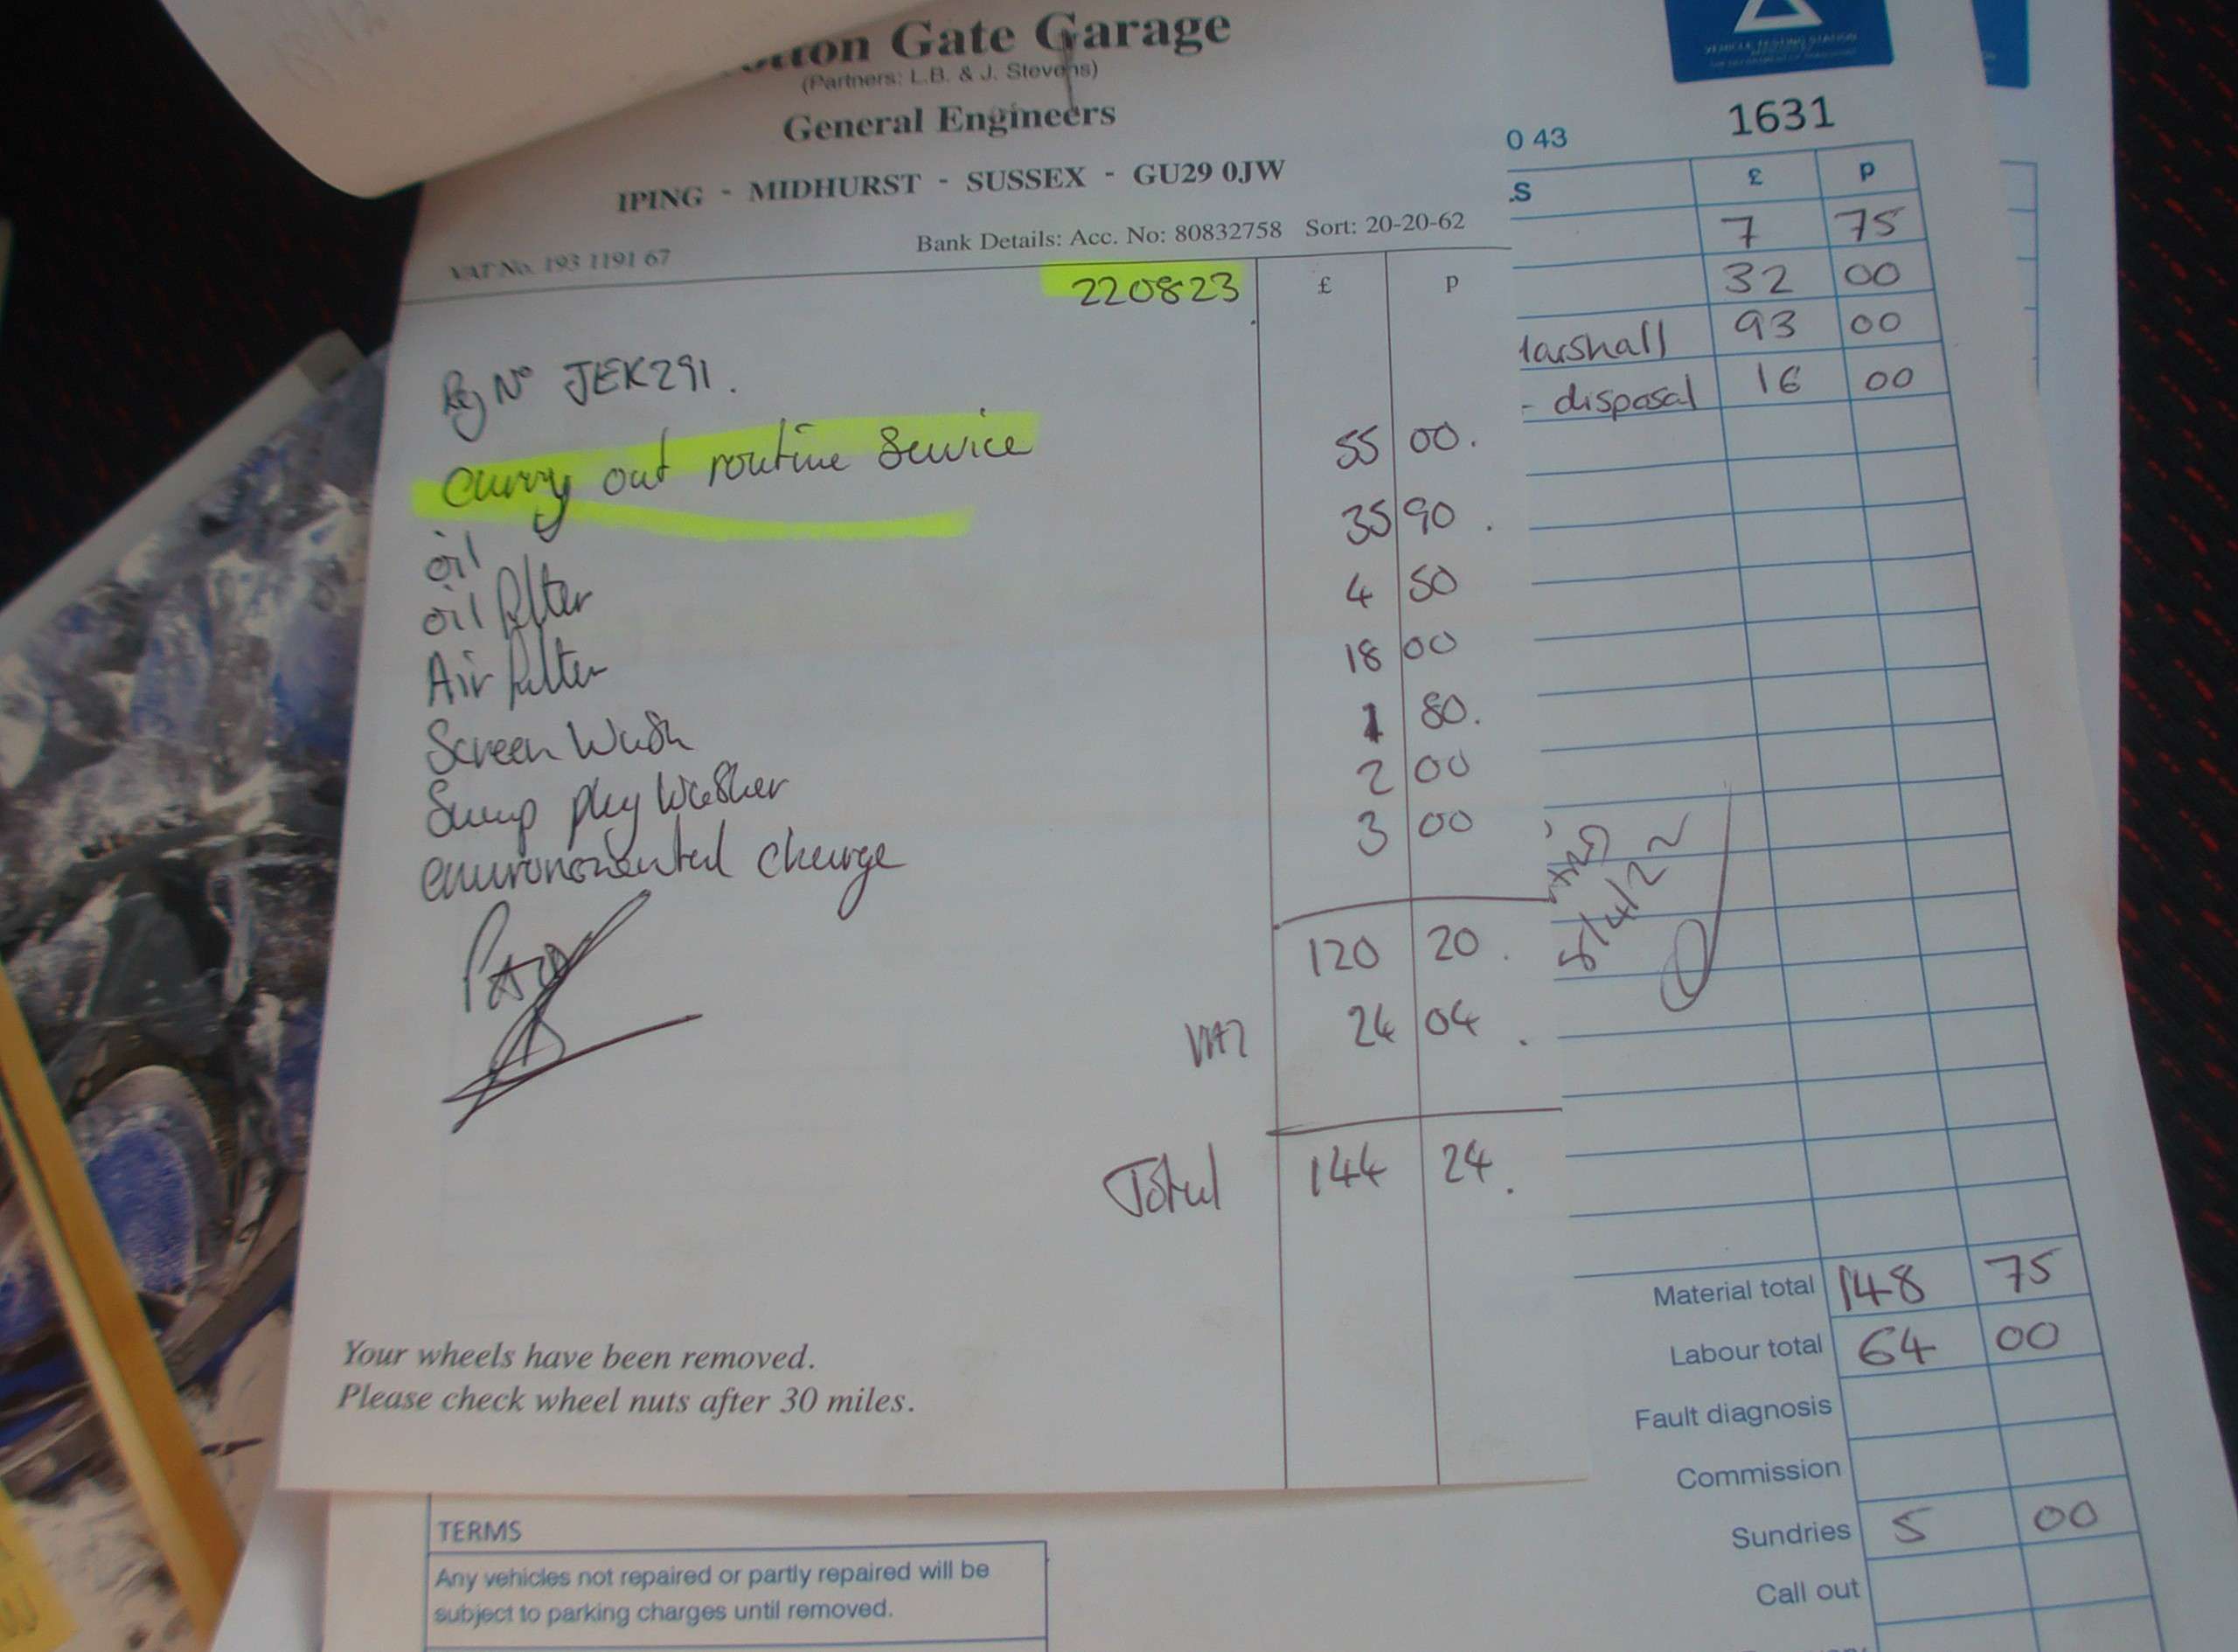 Gate Garage
(Partners: L.B. & J. Stevens)
General Engineers
IPING - MIDHURST - SUSSEX - GU29 0JW
Bank Details: Acc. No: 80832758 Sort: 20-20-62
VAT No. 193 1191 67
220823 £ p
Reg No JEK291.
Carry out routine Service 55 00.
oil 35 90.
oil filter 4 50
Air filter 18 00
Screen Wash 1 80.
Sump plug Washer 2 00
environmental charge 3 00
120 20.
VAT 24 04.
Total 144 24.
Your wheels have been removed.
Please check wheel nuts after 30 miles.
VEHICLE TESTING STATION
1631
0 43
S £ p
7 75
32 00
93 00
- disposal 16 00
Material total 148 75
Labour total 64 00
Fault diagnosis
Commission
Sundries 5 00
Call out
TERMS
Any vehicles not repaired or partly repaired will be
subject to parking charges until removed.